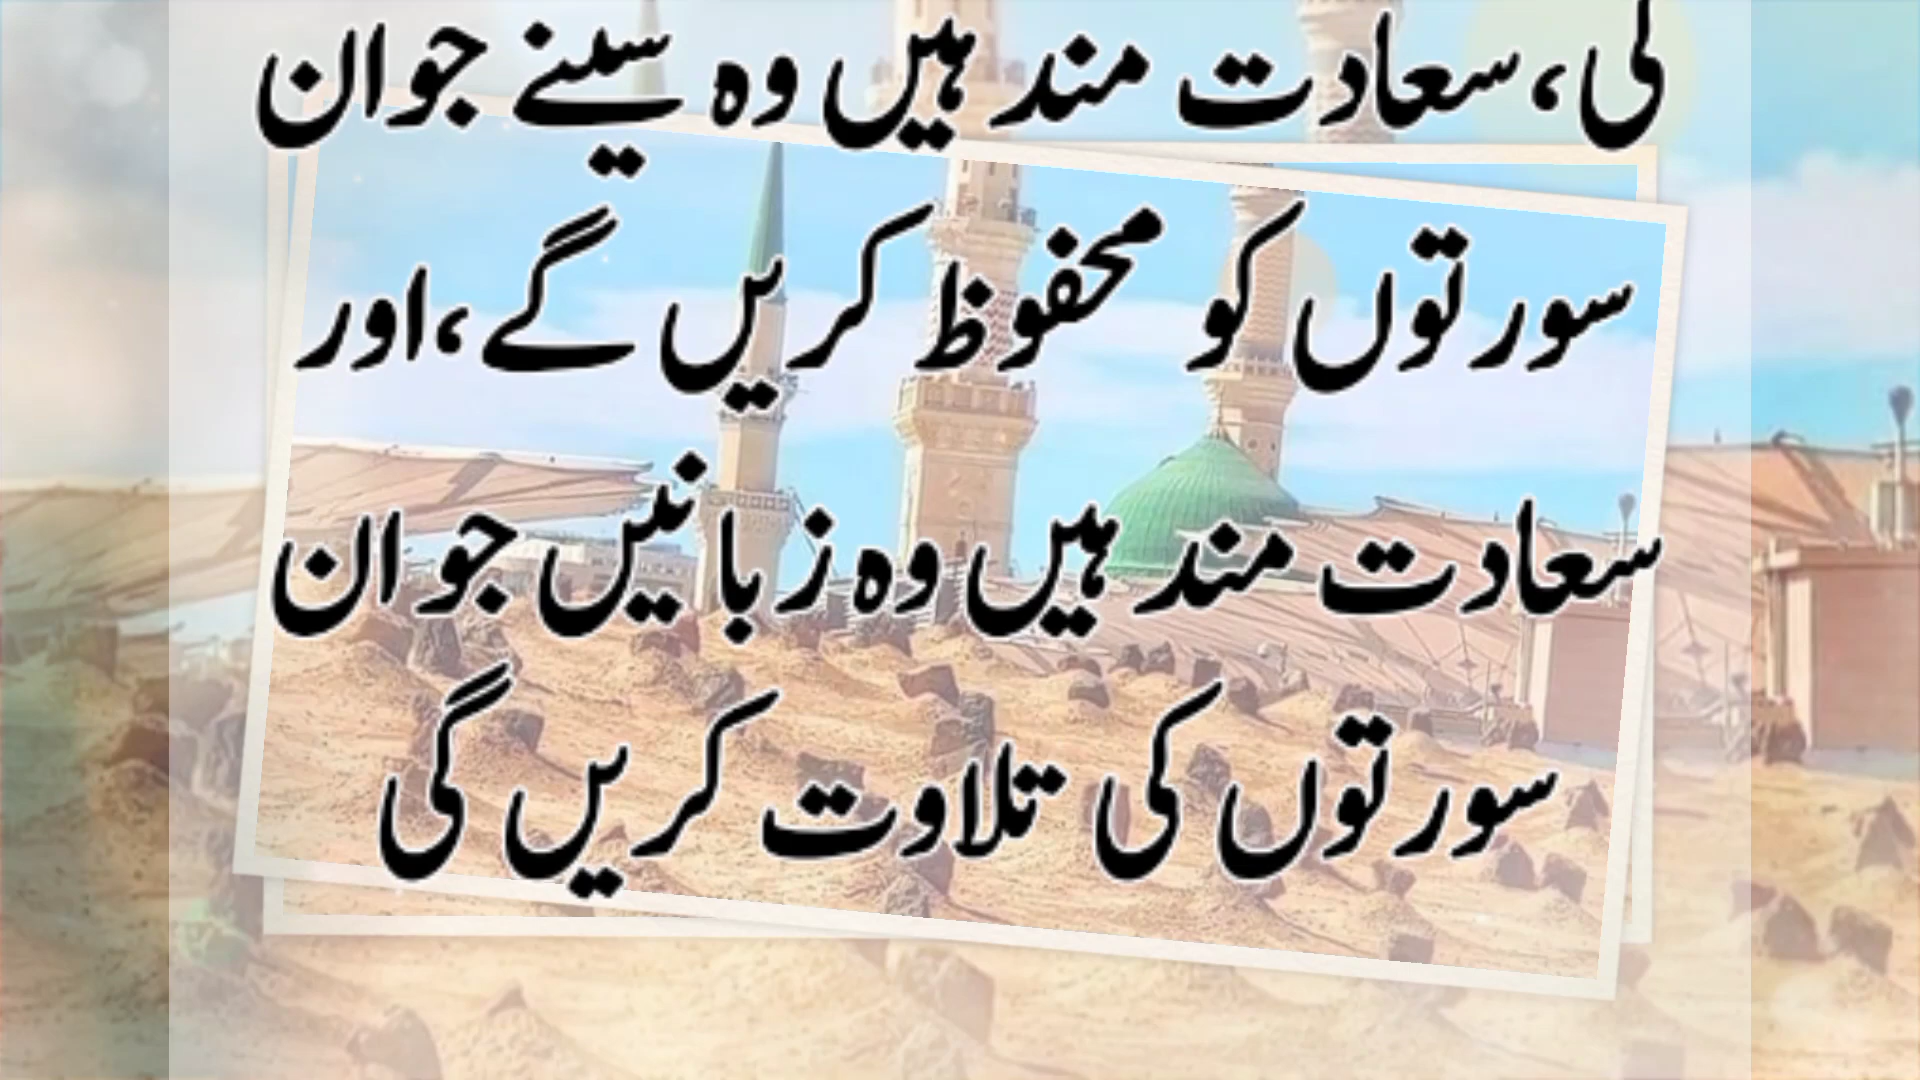 گی، سعادت مند ہیں وہ سینے جو ان
سورتوں کو محفوظ کریں گے، اور
سعادت مند ہیں وہ زبانیں جو ان
سورتوں کی تلاوت کریں گی